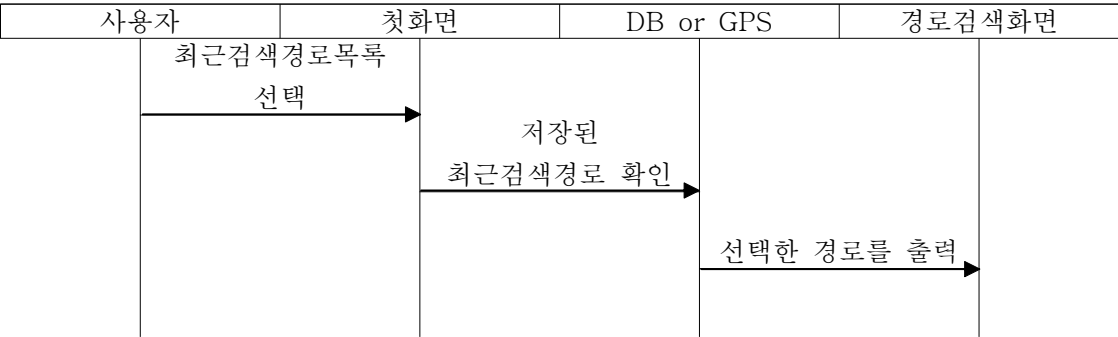 사용자 첫화면 DB or GPS 경로검색화면
최근검색경로목록
선택
저장된
최근검색경로 확인
선택한 경로를 출력